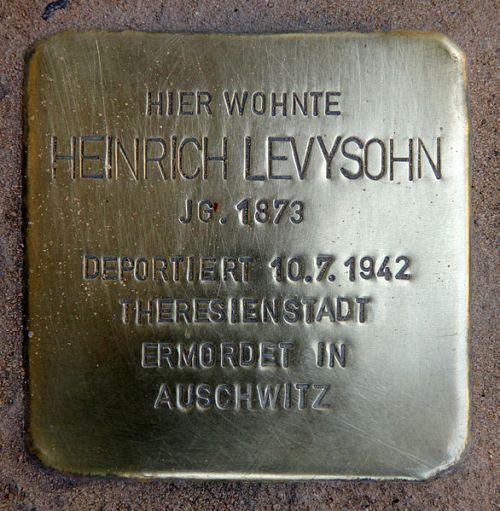 HIER WOHNTE
HEINRICH LEVYSOHN
JG. 1873
DEPORTIERT 10.7.1942
THERESIENSTADT
ERMORDET IN
AUSCHWITZ